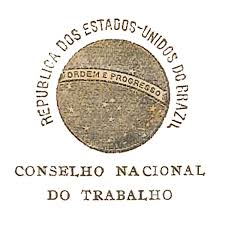 REPUBLICA DOS ESTADOS-UNIDOS DO BRAZIL
ORDEM E PROGRESSO
CONSELHO NACIONAL
DO TRABALHO